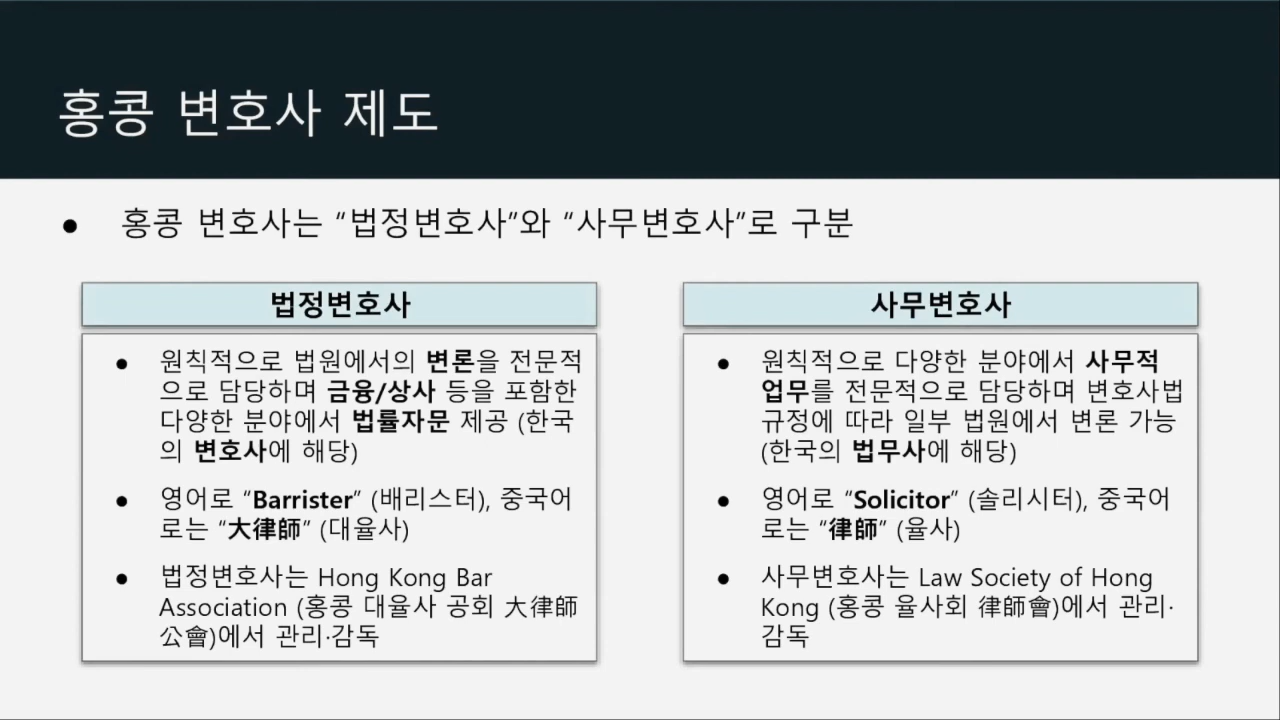 홍콩 변호사 제도
● 홍콩 변호사는 “법정변호사”와 “사무변호사”로 구분
법정변호사
● 원칙적으로 법원에서의 변론을 전문적
으로 담당하며 금융/상사 등을 포함한
다양한 분야에서 법률자문 제공 (한국
의 변호사에 해당)
● 영어로 “Barrister” (배리스터), 중국어
로는 “大律師” (대율사)
● 법정변호사는 Hong Kong Bar
Association (홍콩 대율사 공회 大律師
公會)에서 관리·감독
사무변호사
● 원칙적으로 다양한 분야에서 사무적
업무를 전문적으로 담당하며 변호사법
규정에 따라 일부 법원에서 변론 가능
(한국의 법무사에 해당)
● 영어로 “Solicitor” (솔리시터), 중국어
로는 “律師” (율사)
● 사무변호사는 Law Society of Hong
Kong (홍콩 율사회 律師會)에서 관리·
감독